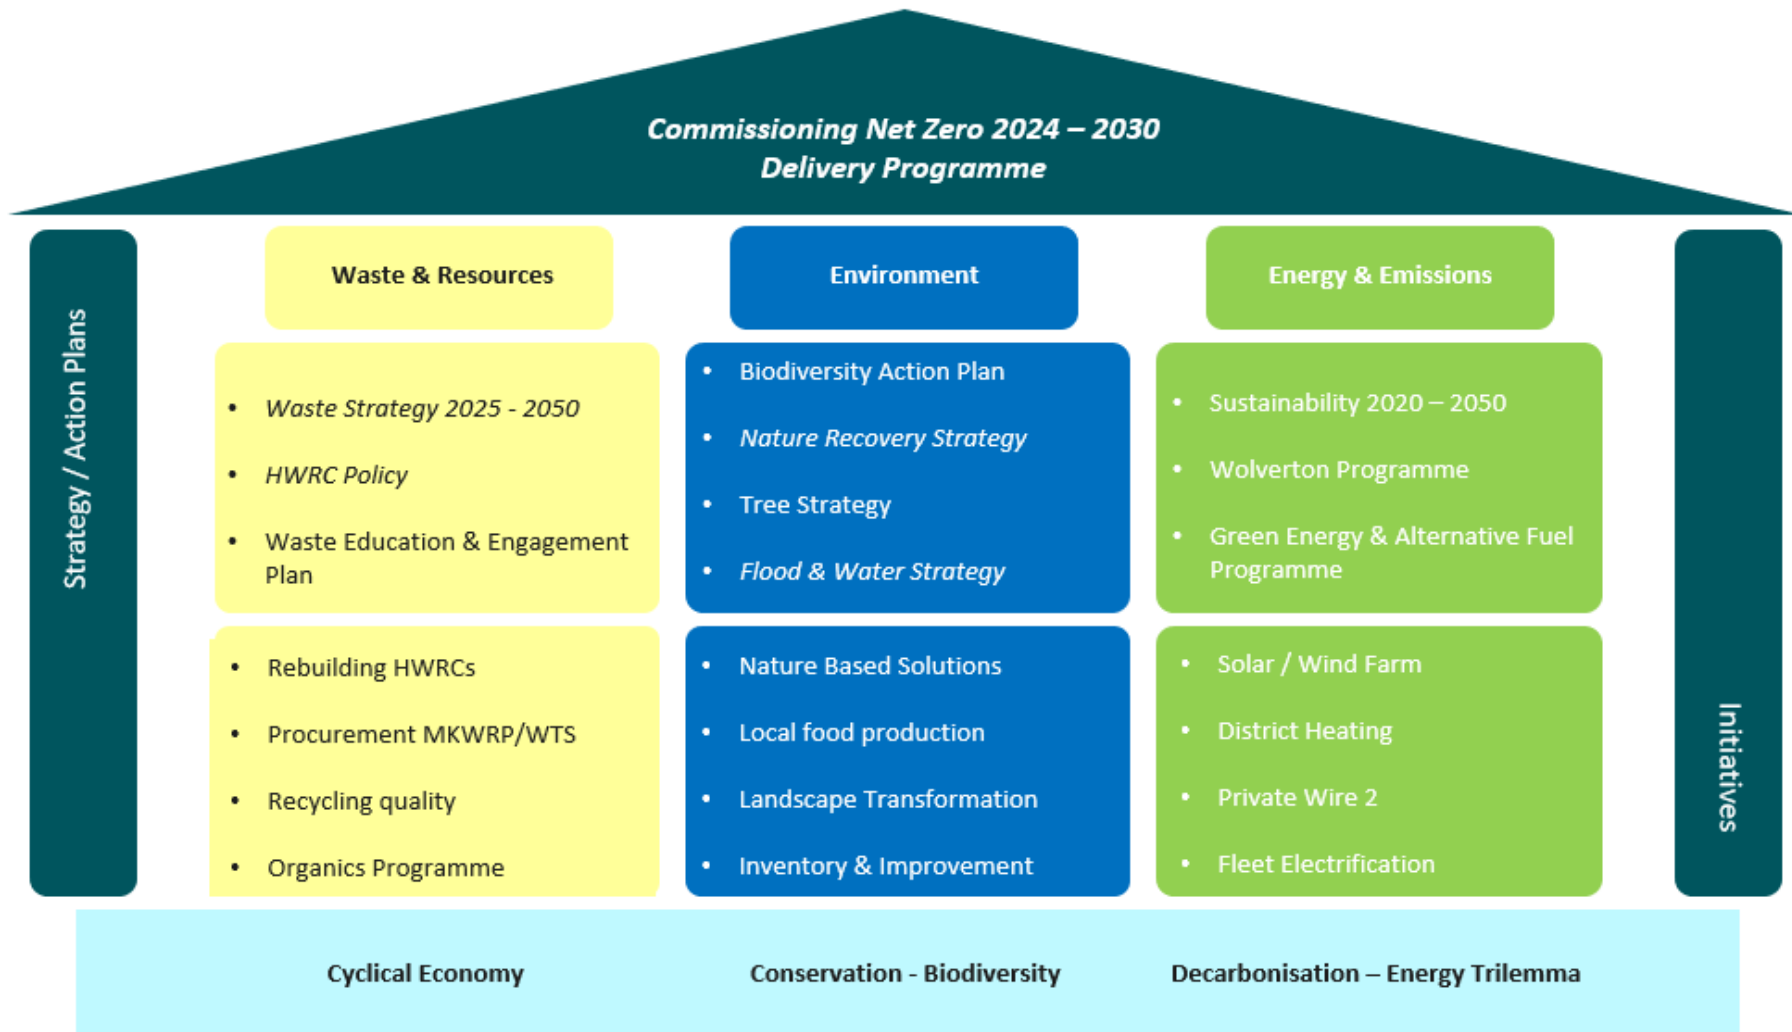 Commissioning Net Zero 2024 – 2030
Delivery Programme
Strategy / Action Plans
Waste & Resources
• Waste Strategy 2025 - 2050
• HWRC Policy
• Waste Education & Engagement
Plan
• Rebuilding HWRCs
• Procurement MKWRP/WTS
• Recycling quality
• Organics Programme
Environment
• Biodiversity Action Plan
• Nature Recovery Strategy
• Tree Strategy
• Flood & Water Strategy
• Nature Based Solutions
• Local food production
• Landscape Transformation
• Inventory & Improvement
Energy & Emissions
• Sustainability 2020 – 2050
• Wolverton Programme
• Green Energy & Alternative Fuel
Programme
• Solar / Wind Farm
• District Heating
• Private Wire 2
• Fleet Electrification
Initiatives
Cyclical Economy
Conservation - Biodiversity
Decarbonisation – Energy Trilemma